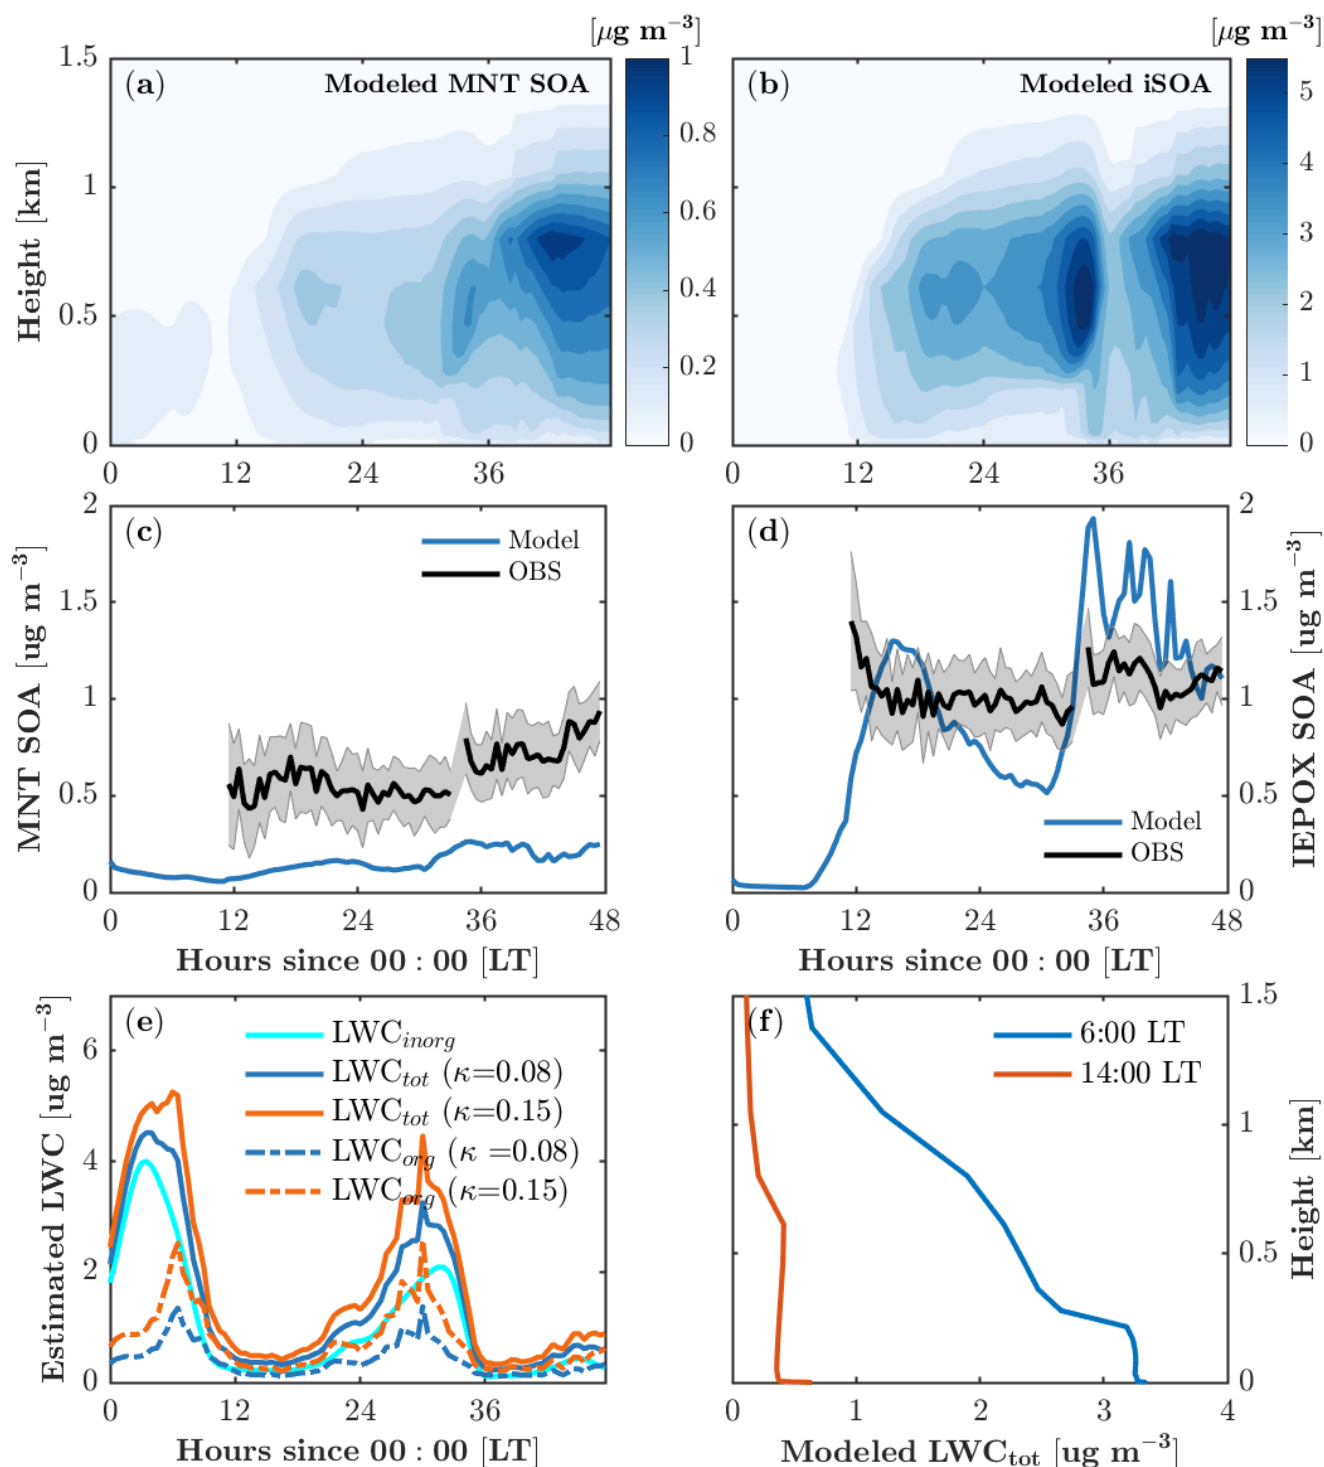 [μg m⁻³]
[μg m⁻³]
(a) Modeled MNT SOA
1.5
1
0.5
0
Height [km]
0 12 24 36
1
0.8
0.6
0.4
0.2
0
(b) Modeled iSOA
0 12 24 36
5
4
3
2
1
0
(c)
Model
OBS
2
1.5
1
0.5
0
MNT SOA [ug m⁻³]
0 12 24 36 48
Hours since 00 : 00 [LT]
(d)
Model
OBS
2
1.5
1
0.5
0
IEPOX SOA [ug m⁻³]
0 12 24 36 48
Hours since 00 : 00 [LT]
(e)
LWC_inorg
LWC_tot (κ=0.08)
LWC_tot (κ=0.15)
LWC_org (κ =0.08)
LWC_org (κ=0.15)
6
4
2
0
Estimated LWC [ug m⁻³]
0 12 24 36
Hours since 00 : 00 [LT]
(f)
6:00 LT
14:00 LT
1.5
1
0.5
0
Height [km]
0 1 2 3 4
Modeled LWC_tot [ug m⁻³]